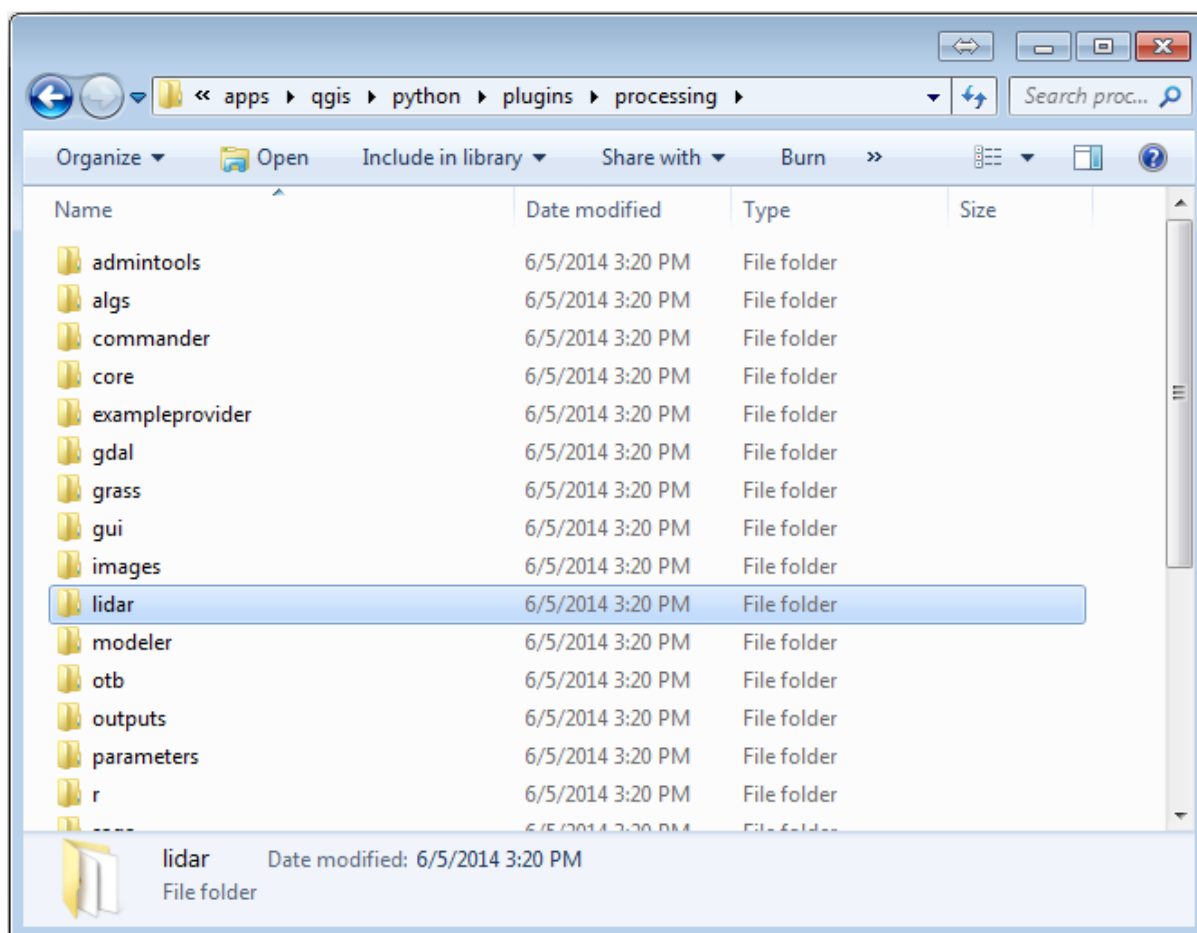 « apps ▸ qgis ▸ python ▸ plugins ▸ processing ▸ Search proc...
Organize Open Include in library Share with Burn »
Name Date modified Type Size
admintools 6/5/2014 3:20 PM File folder
algs 6/5/2014 3:20 PM File folder
commander 6/5/2014 3:20 PM File folder
core 6/5/2014 3:20 PM File folder
exampleprovider 6/5/2014 3:20 PM File folder
gdal 6/5/2014 3:20 PM File folder
grass 6/5/2014 3:20 PM File folder
gui 6/5/2014 3:20 PM File folder
images 6/5/2014 3:20 PM File folder
lidar 6/5/2014 3:20 PM File folder
modeler 6/5/2014 3:20 PM File folder
otb 6/5/2014 3:20 PM File folder
outputs 6/5/2014 3:20 PM File folder
parameters 6/5/2014 3:20 PM File folder
r 6/5/2014 3:20 PM File folder
6/5/2014 3:20 PM File folder
lidar Date modified: 6/5/2014 3:20 PM
File folder